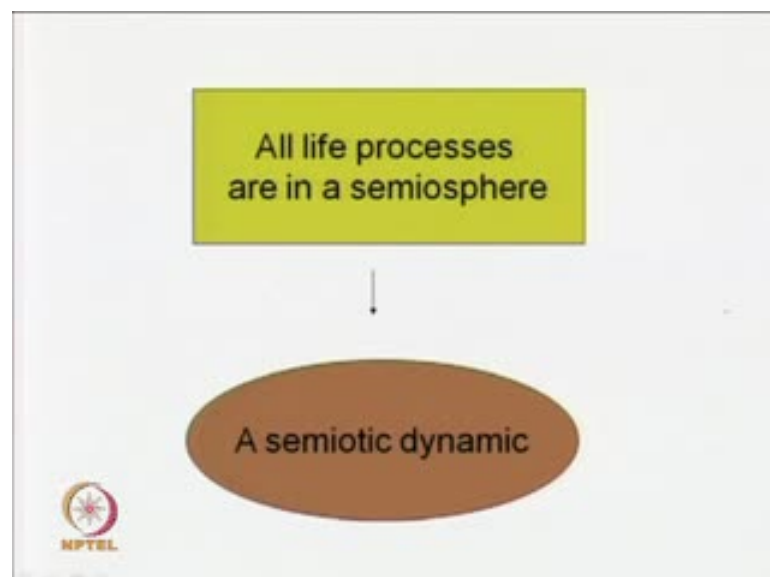 All life processes
are in a semiosphere
A semiotic dynamic
NPTEL